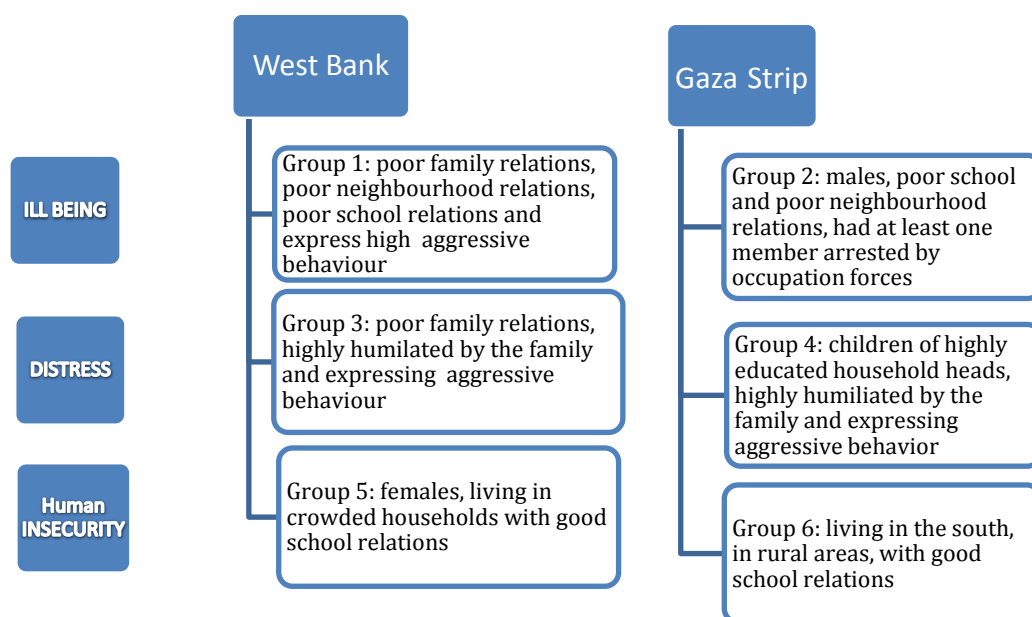 West Bank
Gaza Strip
ILL BEING
Group 1: poor family relations,
poor neighbourhood relations,
poor school relations and
express high aggressive
behaviour
Group 2: males, poor school
and poor neighbourhood
relations, had at least one
member arrested by
occupation forces
DISTRESS
Group 3: poor family relations,
highly humilated by the family
and expressing aggressive
behaviour
Group 4: children of highly
educated household heads,
highly humiliated by the
family and expressing
aggressive behavior
Human
INSECURITY
Group 5: females, living in
crowded households with good
school relations
Group 6: living in the south,
in rural areas, with good
school relations